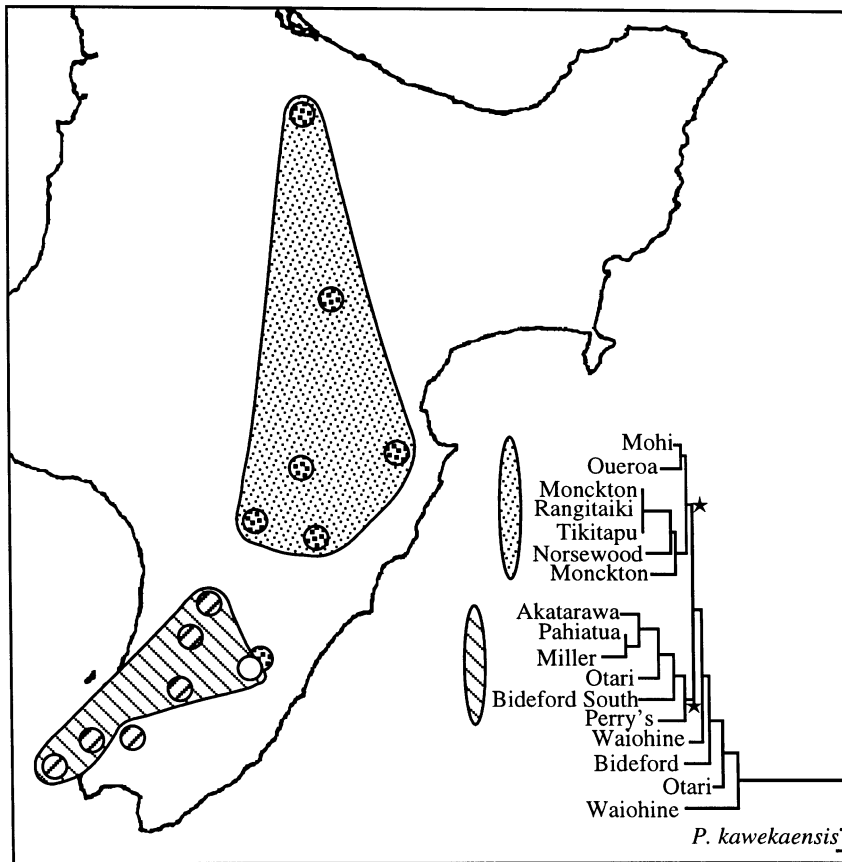 Mohi
Oueroa
Monckton
Rangitaiki
Tikitapu
Norsewood
Monckton
Akatarawa
Pahiatua
Miller
Otari
Bideford South
Perry's
Waiohine
Bideford
Otari
Waiohine
P. kawekaensis